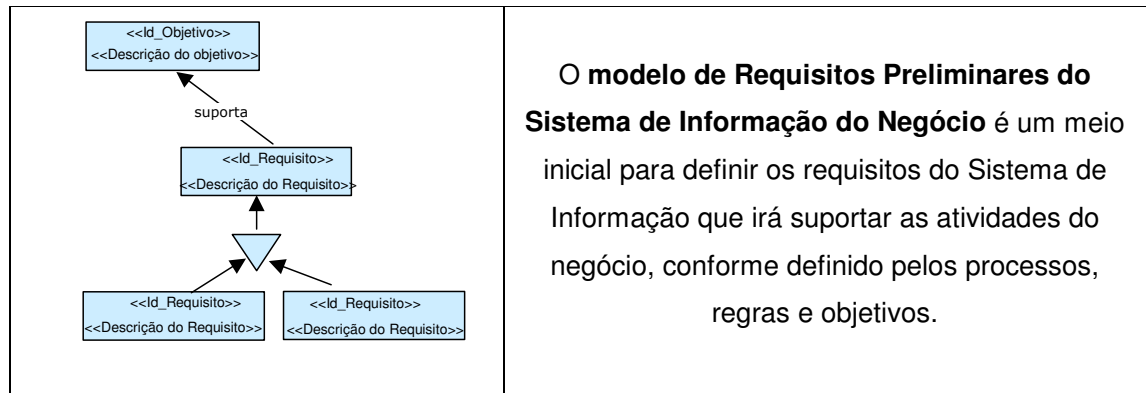 <<Id_Objetivo>>
<<Descrição do objetivo>>
suporta
<<Id_Requisito>>
<<Descrição do Requisito>>
<<Id_Requisito>>
<<Descrição do Requisito>>
<<Id_Requisito>>
<<Descrição do Requisito>>
O modelo de Requisitos Preliminares do
Sistema de Informação do Negócio é um meio
inicial para definir os requisitos do Sistema de
Informação que irá suportar as atividades do
negócio, conforme definido pelos processos,
regras e objetivos.